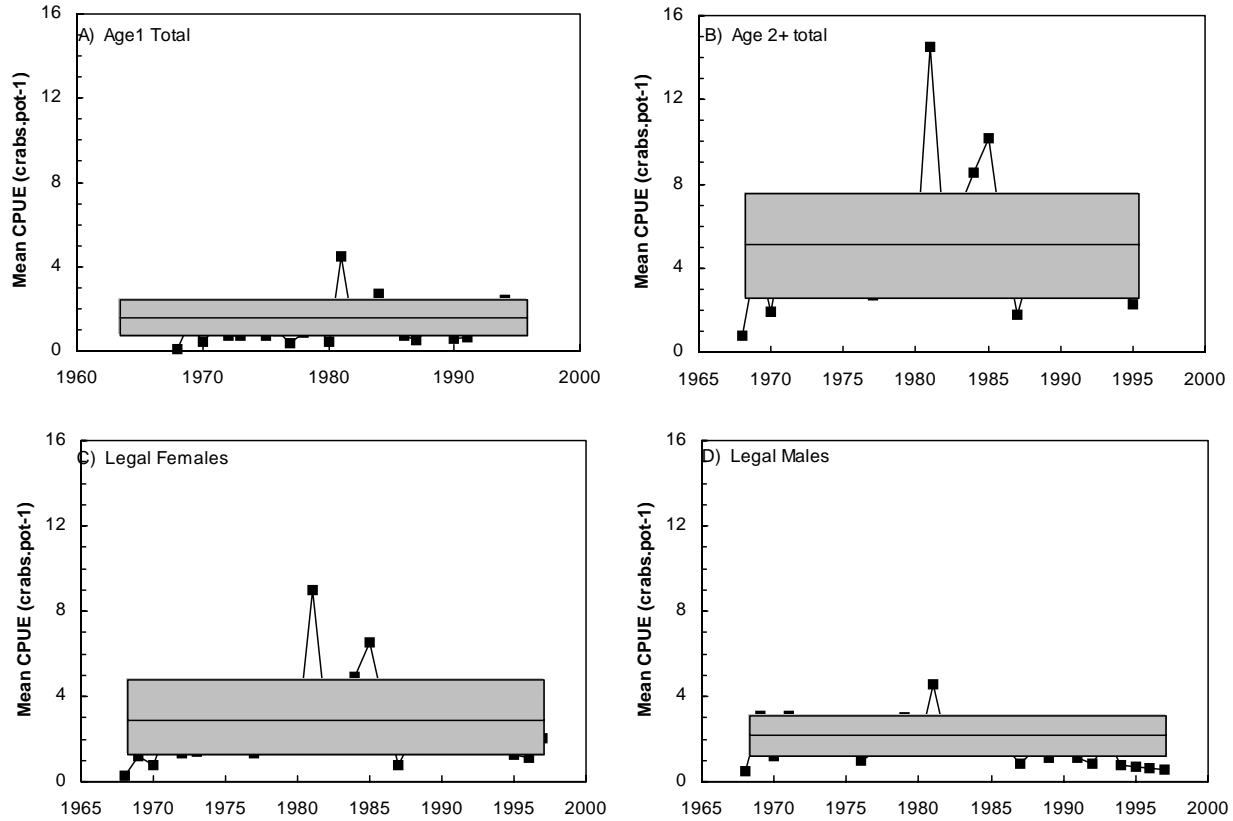 A) Age1 Total
Mean CPUE (crabs.pot-1)
16
12
8
4
0
1960 1970 1980 1990 2000
B) Age 2+ total
Mean CPUE (crabs.pot-1)
16
12
8
4
0
1965 1970 1975 1980 1985 1990 1995 2000
C) Legal Females
Mean CPUE (crabs.pot-1)
16
12
8
4
0
1965 1970 1975 1980 1985 1990 1995 2000
D) Legal Males
Mean CPUE (crabs.pot-1)
16
12
8
4
0
1965 1970 1975 1980 1985 1990 1995 2000